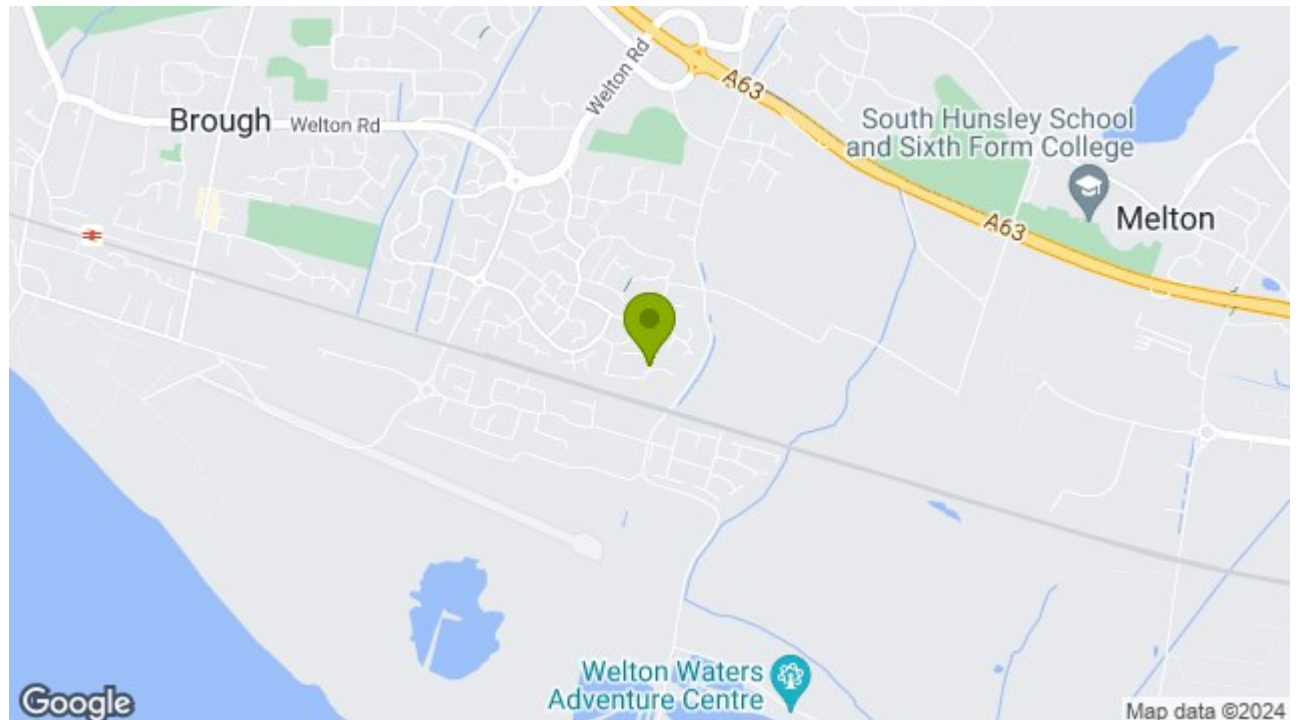 Welton Rd
A63
South Hunsley School
and Sixth Form College
Brough
Welton Rd
A63
Melton
Welton Waters
Adventure Centre
Google
Map data ©2024